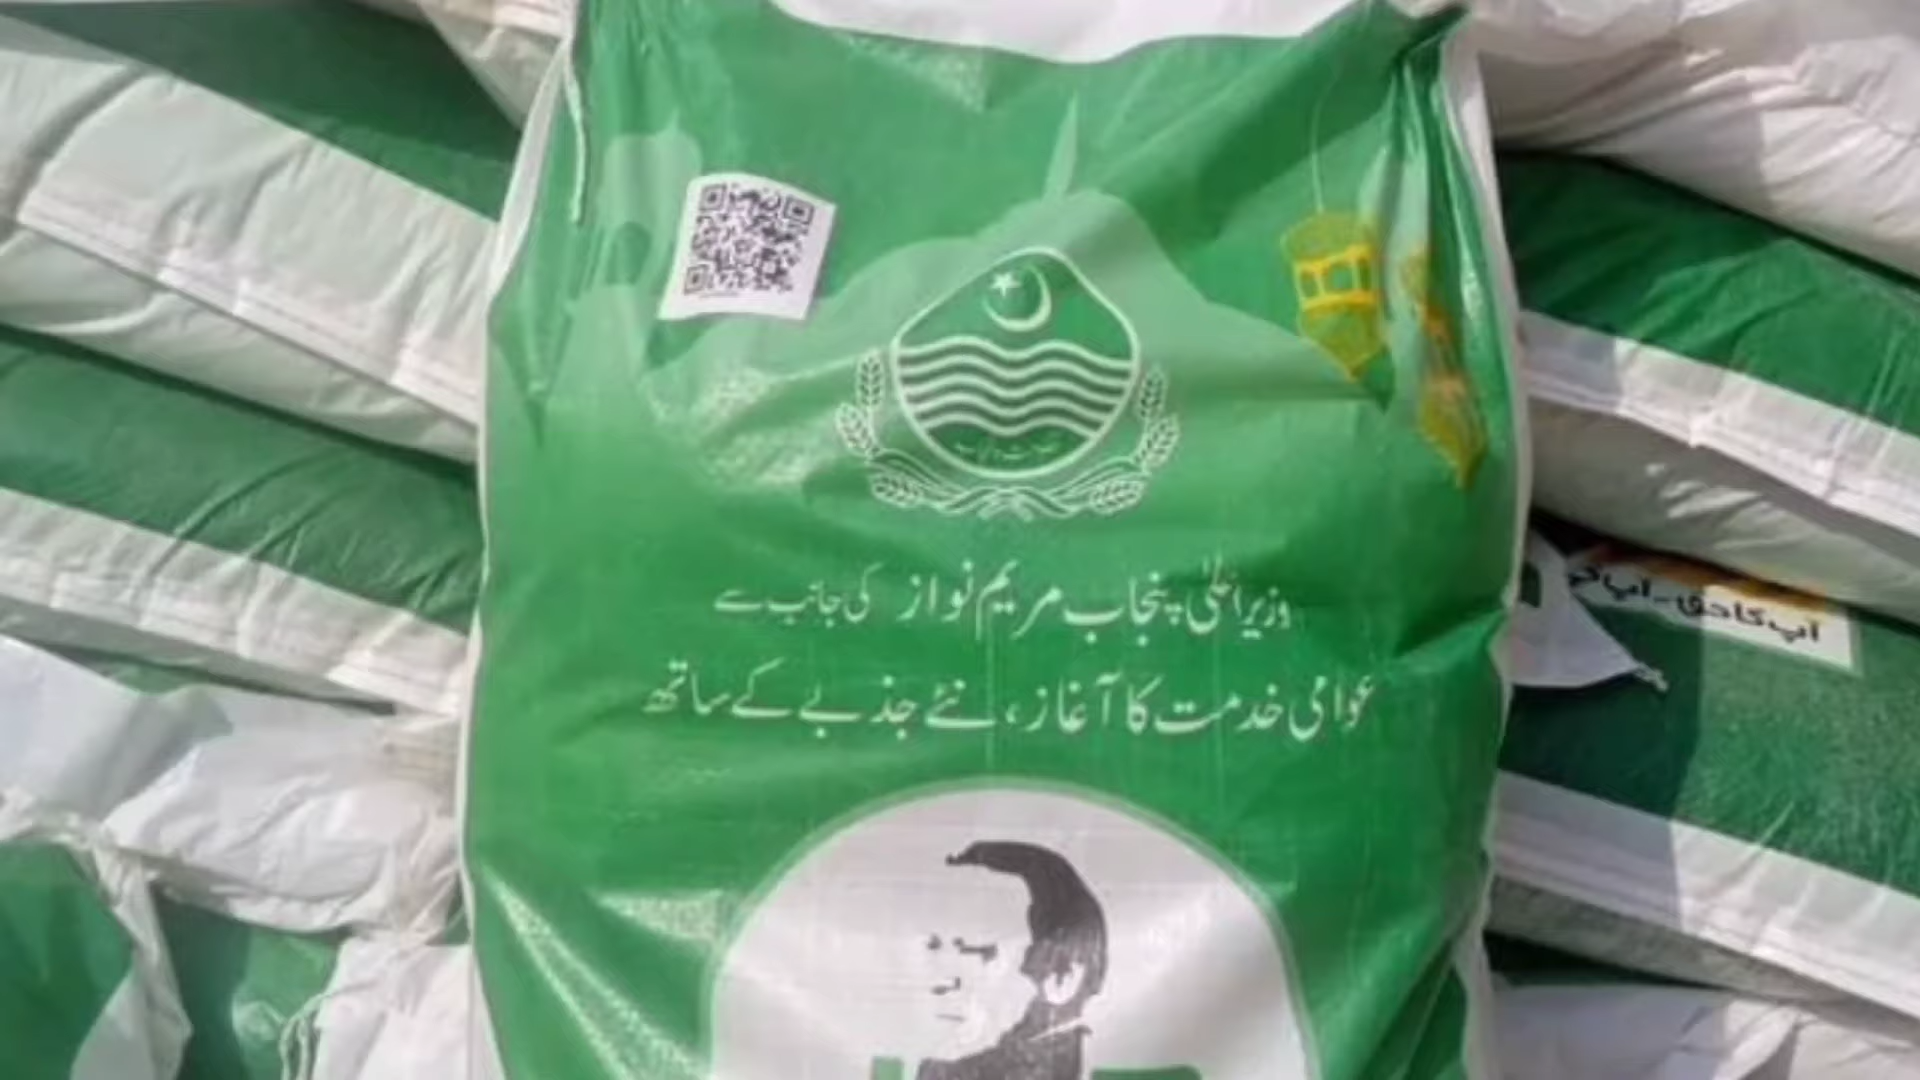 وزیراعلیٰ پنجاب مریم نواز کی جانب سے
عوامی خدمت کا آغاز، نئے جذبے کے ساتھ
آپ کا حق - آپ